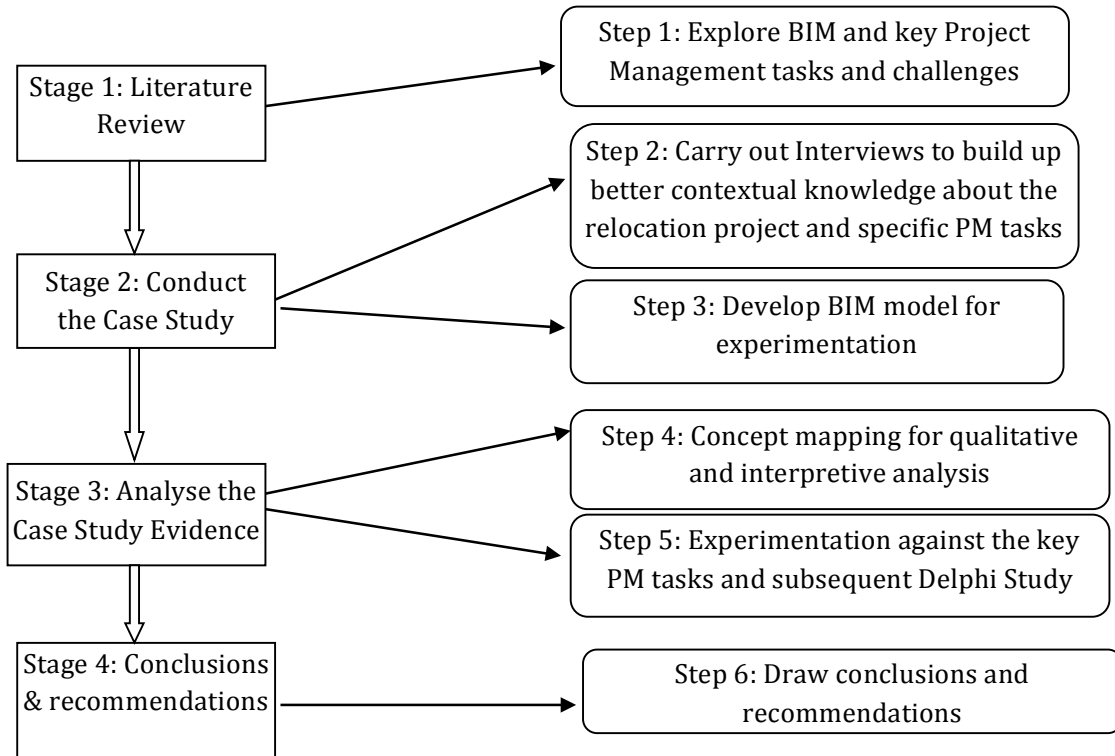 Stage 1: Literature
Review
Step 1: Explore BIM and key Project
Management tasks and challenges
Stage 2: Conduct
the Case Study
Step 2: Carry out Interviews to build up
better contextual knowledge about the
relocation project and specific PM tasks
Step 3: Develop BIM model for
experimentation
Stage 3: Analyse the
Case Study Evidence
Step 4: Concept mapping for qualitative
and interpretive analysis
Step 5: Experimentation against the key
PM tasks and subsequent Delphi Study
Stage 4: Conclusions
& recommendations
Step 6: Draw conclusions and
recommendations